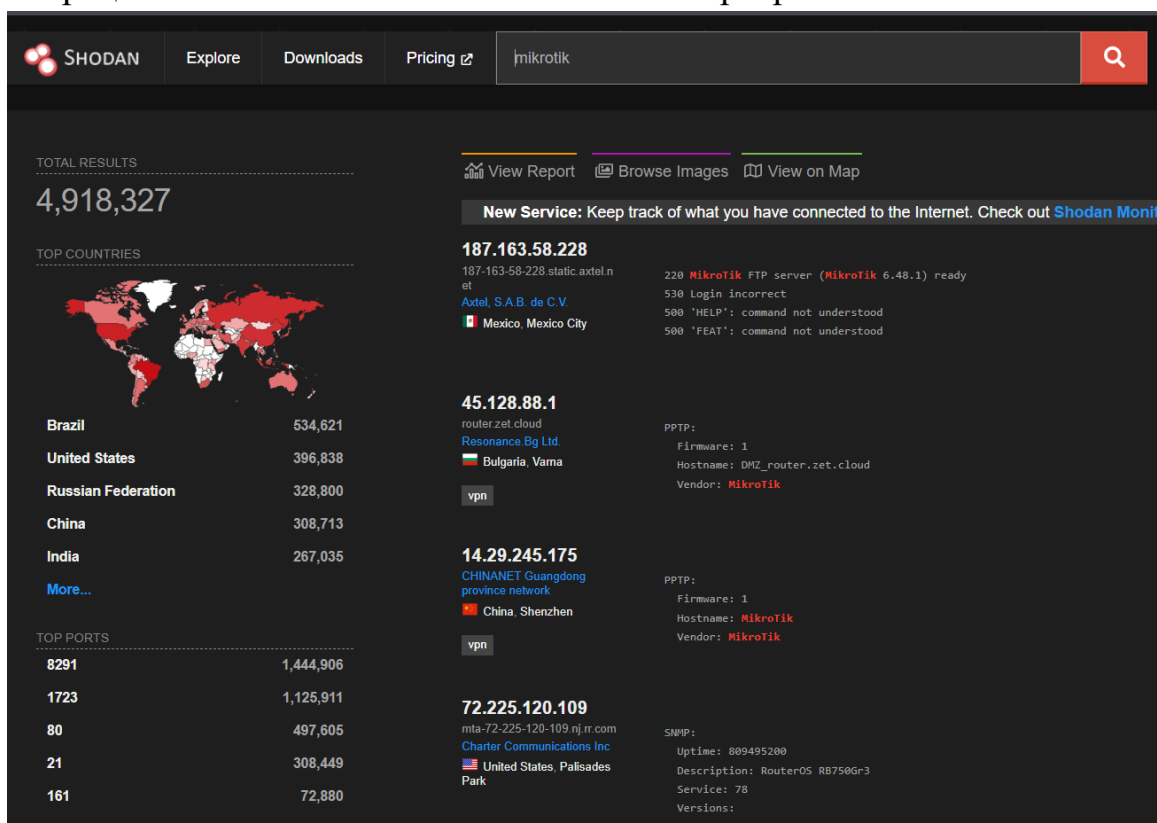 SHODAN
Explore
Downloads
Pricing
mikrotik
TOTAL RESULTS
4,918,327
TOP COUNTRIES
Brazil 534,621
United States 396,838
Russian Federation 328,800
China 308,713
India 267,035
More...
TOP PORTS
8291 1,444,906
1723 1,125,911
80 497,605
21 308,449
161 72,880
View Report
Browse Images
View on Map
New Service: Keep track of what you have connected to the Internet. Check out Shodan Monit
187.163.58.228
187-163-58-228.static.axtel.n
et
Axtel, S.A.B. de C.V.
Mexico, Mexico City
220 MikroTik FTP server (MikroTik 6.48.1) ready
530 Login incorrect
500 'HELP': command not understood
500 'FEAT': command not understood
45.128.88.1
router.zet.cloud
Resonance.Bg Ltd.
Bulgaria, Varna
vpn
PPTP:
Firmware: 1
Hostname: DMZ_router.zet.cloud
Vendor: MikroTik
14.29.245.175
CHINANET Guangdong
province network
China, Shenzhen
vpn
PPTP:
Firmware: 1
Hostname: MikroTik
Vendor: MikroTik
72.225.120.109
mta-72-225-120-109.nj.rr.com
Charter Communications Inc
United States, Palisades
Park
SNMP:
Uptime: 809495200
Description: RouterOS RB750Gr3
Service: 78
Versions: